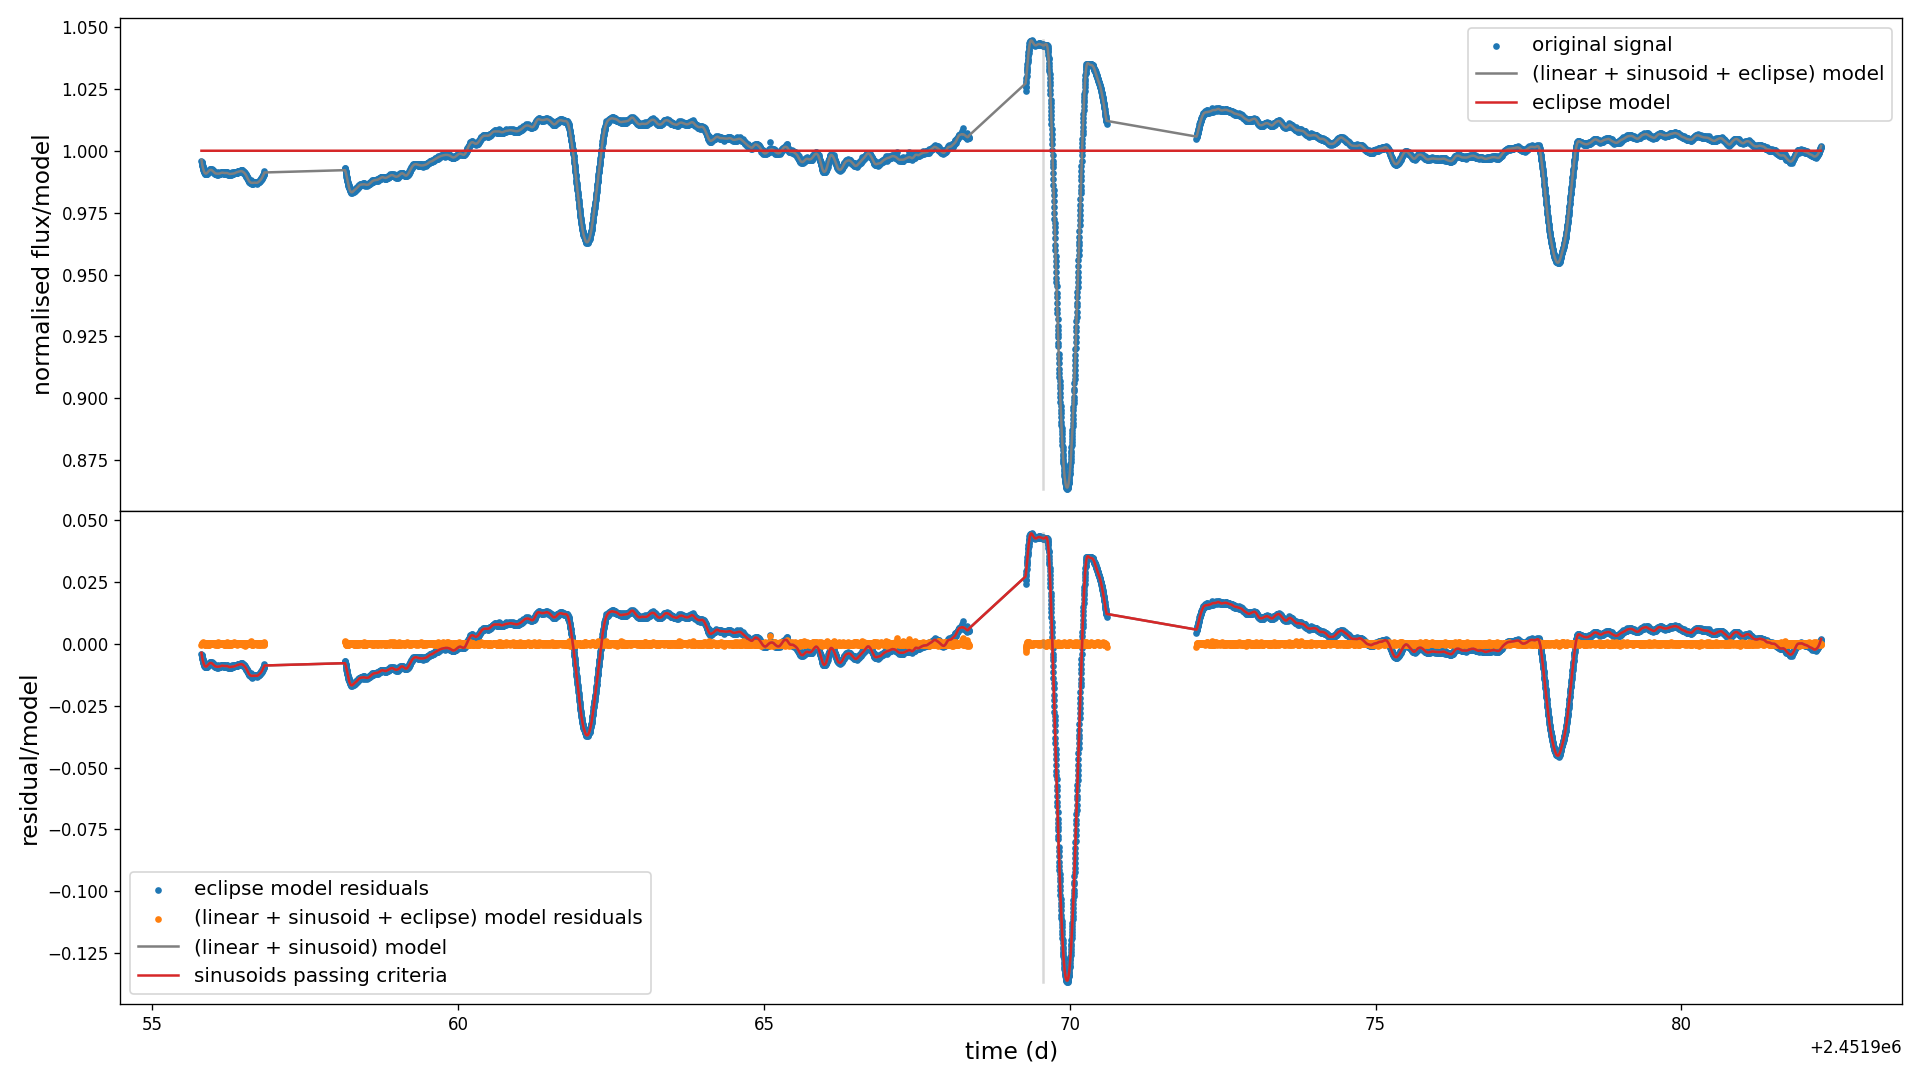 1.050
1.025
1.000
0.975
0.950
0.925
0.900
0.875
normalised flux/model
original signal
(linear + sinusoid + eclipse) model
eclipse model
0.050
0.025
0.000
−0.025
−0.050
−0.075
−0.100
−0.125
residual/model
eclipse model residuals
(linear + sinusoid + eclipse) model residuals
(linear + sinusoid) model
sinusoids passing criteria
55 60 65 70 75 80
time (d)
+2.4519e6